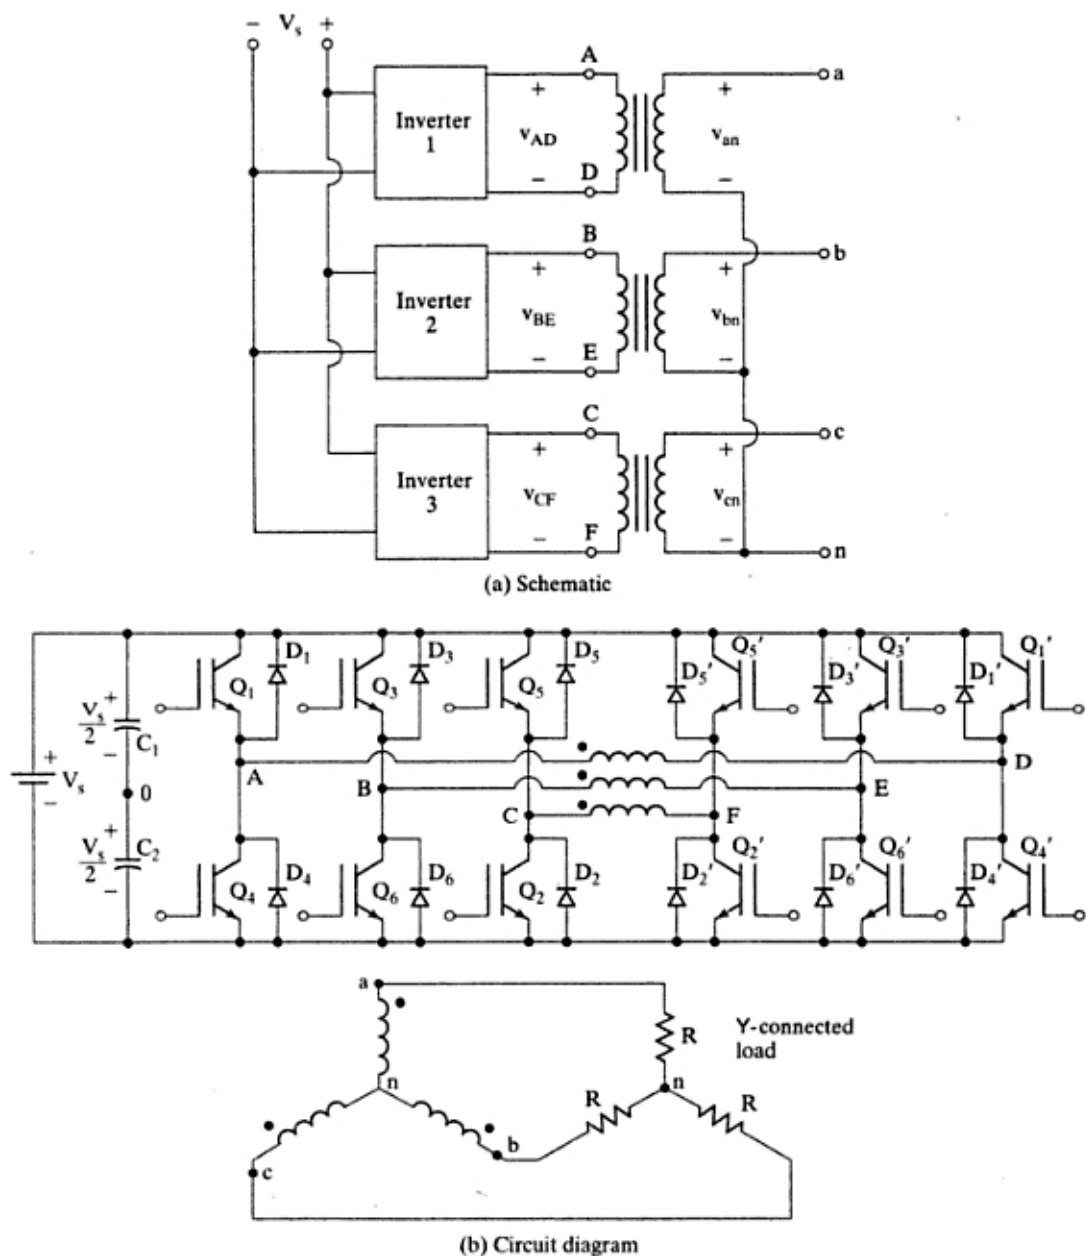 − Vs +
A
Inverter
1
+
vAD
−
D
+
van
−
a
B
Inverter
2
+
vBE
−
E
+
vbn
−
b
C
Inverter
3
+
vCF
−
F
+
vcn
−
c
n
(a) Schematic
D1
Q1
D3
Q3
D5
Q5
D5′
Q5′
D3′
Q3′
D1′
Q1′
Vs/2
+
−
C1
+
Vs
−
0
A
B
C
D
E
F
Vs/2
+
−
C2
Q4
D4
Q6
D6
Q2
D2
D2′
Q2′
D6′
Q6′
D4′
Q4′
a
n
c
b
R
R
n
R
Y-connected
load
(b) Circuit diagram